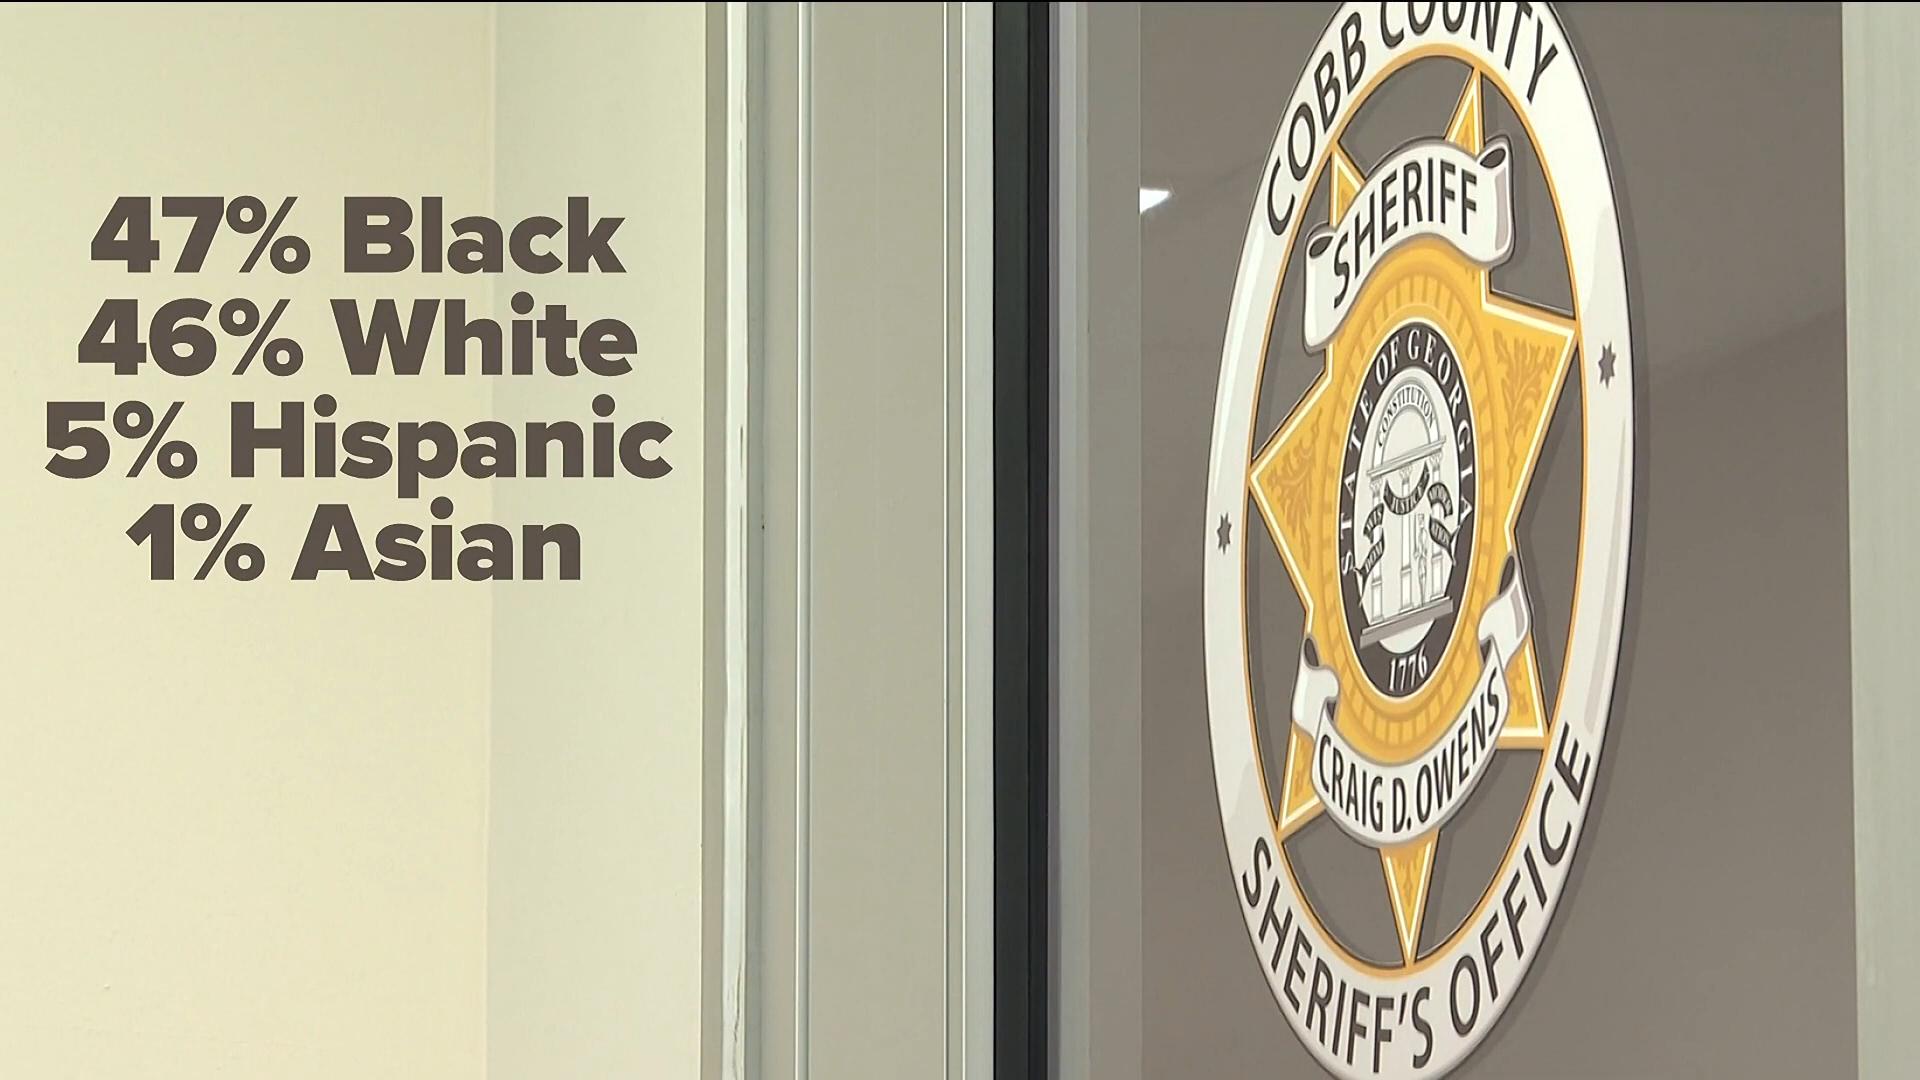 47% Black
46% White
5% Hispanic
1% Asian
COBB COUNTY
SHERIFF
STATE OF GEORGIA
CONSTITUTION
JUSTICE
1776
CRAIG D. OWENS
SHERIFF'S OFFICE